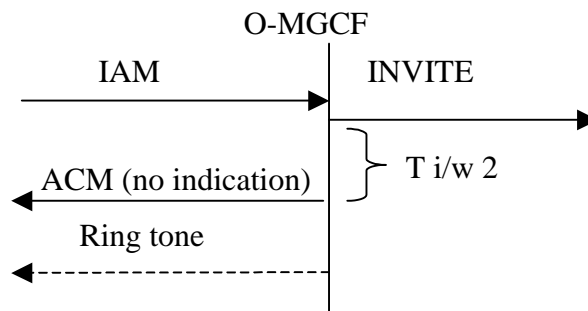 O-MGCF
IAM
INVITE
T i/w 2
ACM (no indication)
Ring tone